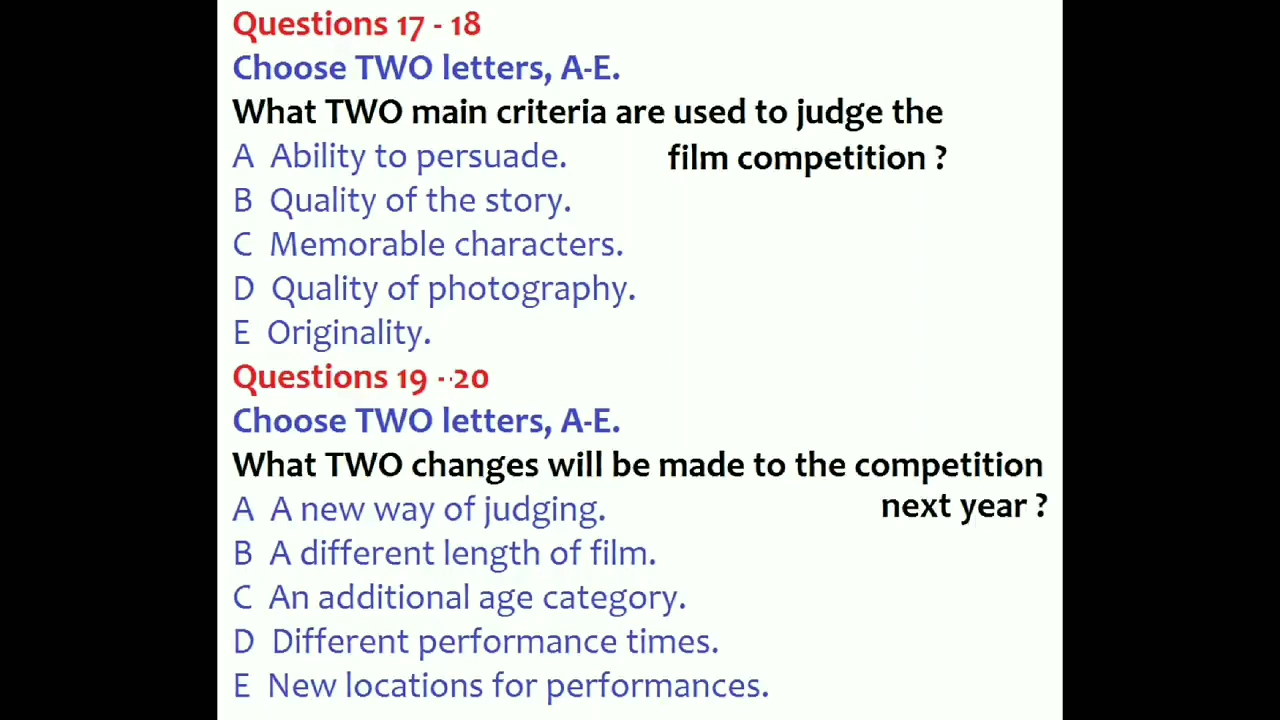 Questions 17 - 18
Choose TWO letters, A-E.
What TWO main criteria are used to judge the
film competition ?
A Ability to persuade.
B Quality of the story.
C Memorable characters.
D Quality of photography.
E Originality.
Questions 19 - 20
Choose TWO letters, A-E.
What TWO changes will be made to the competition
next year ?
A A new way of judging.
B A different length of film.
C An additional age category.
D Different performance times.
E New locations for performances.